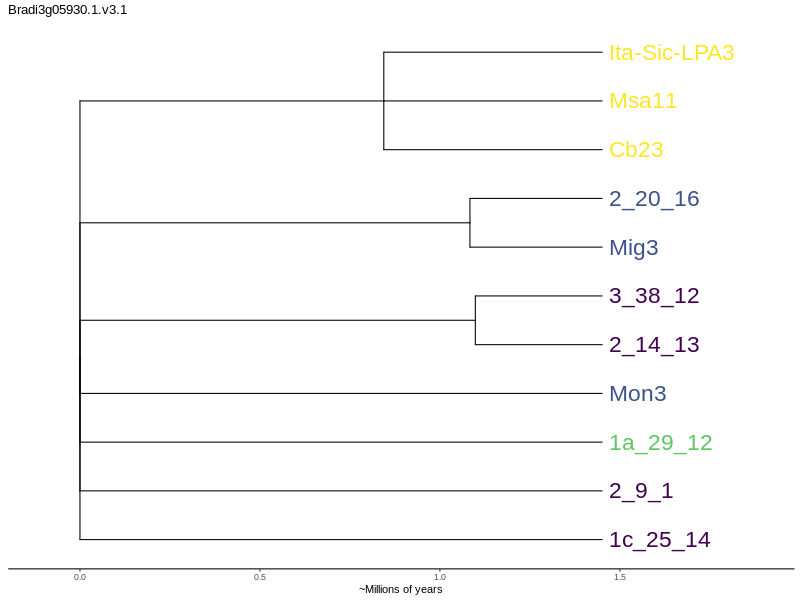 Bradi3g05930.1.v3.1
Ita-Sic-LPA3
Msa11
Cb23
2_20_16
Mig3
3_38_12
2_14_13
Mon3
1a_29_12
2_9_1
1c_25_14
0.0 0.5 1.0 1.5
~Millions of years